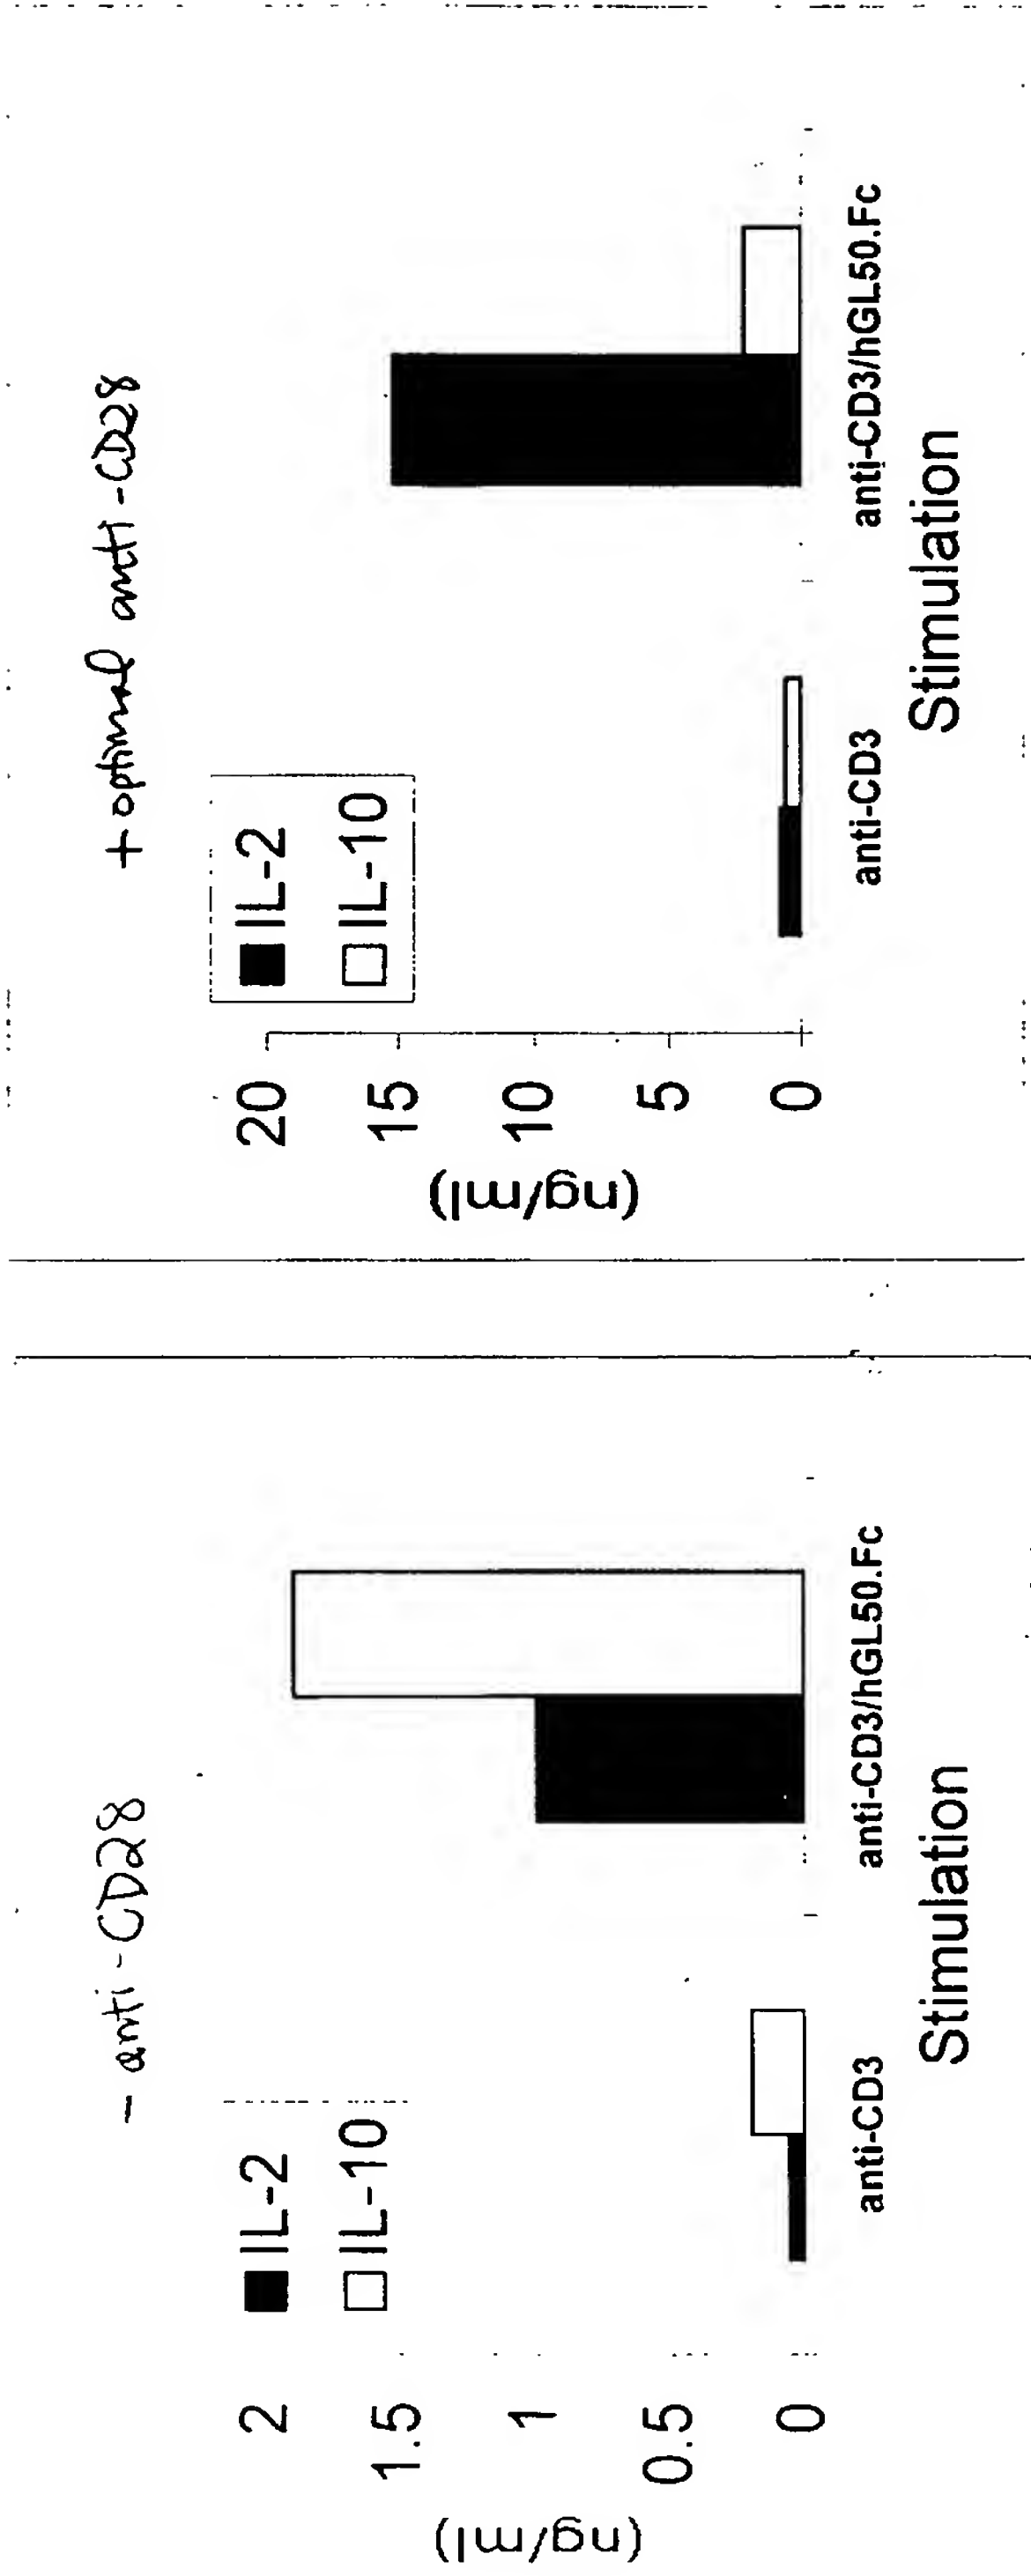 - anti-CD28
IL-2
IL-10
(ng/ml)
2
1.5
1
0.5
0
anti-CD3
anti-CD3/hGL50.Fc
Stimulation
+ optimal anti-CD28
IL-2
IL-10
(ng/ml)
20
15
10
5
0
anti-CD3
anti-CD3/hGL50.Fc
Stimulation